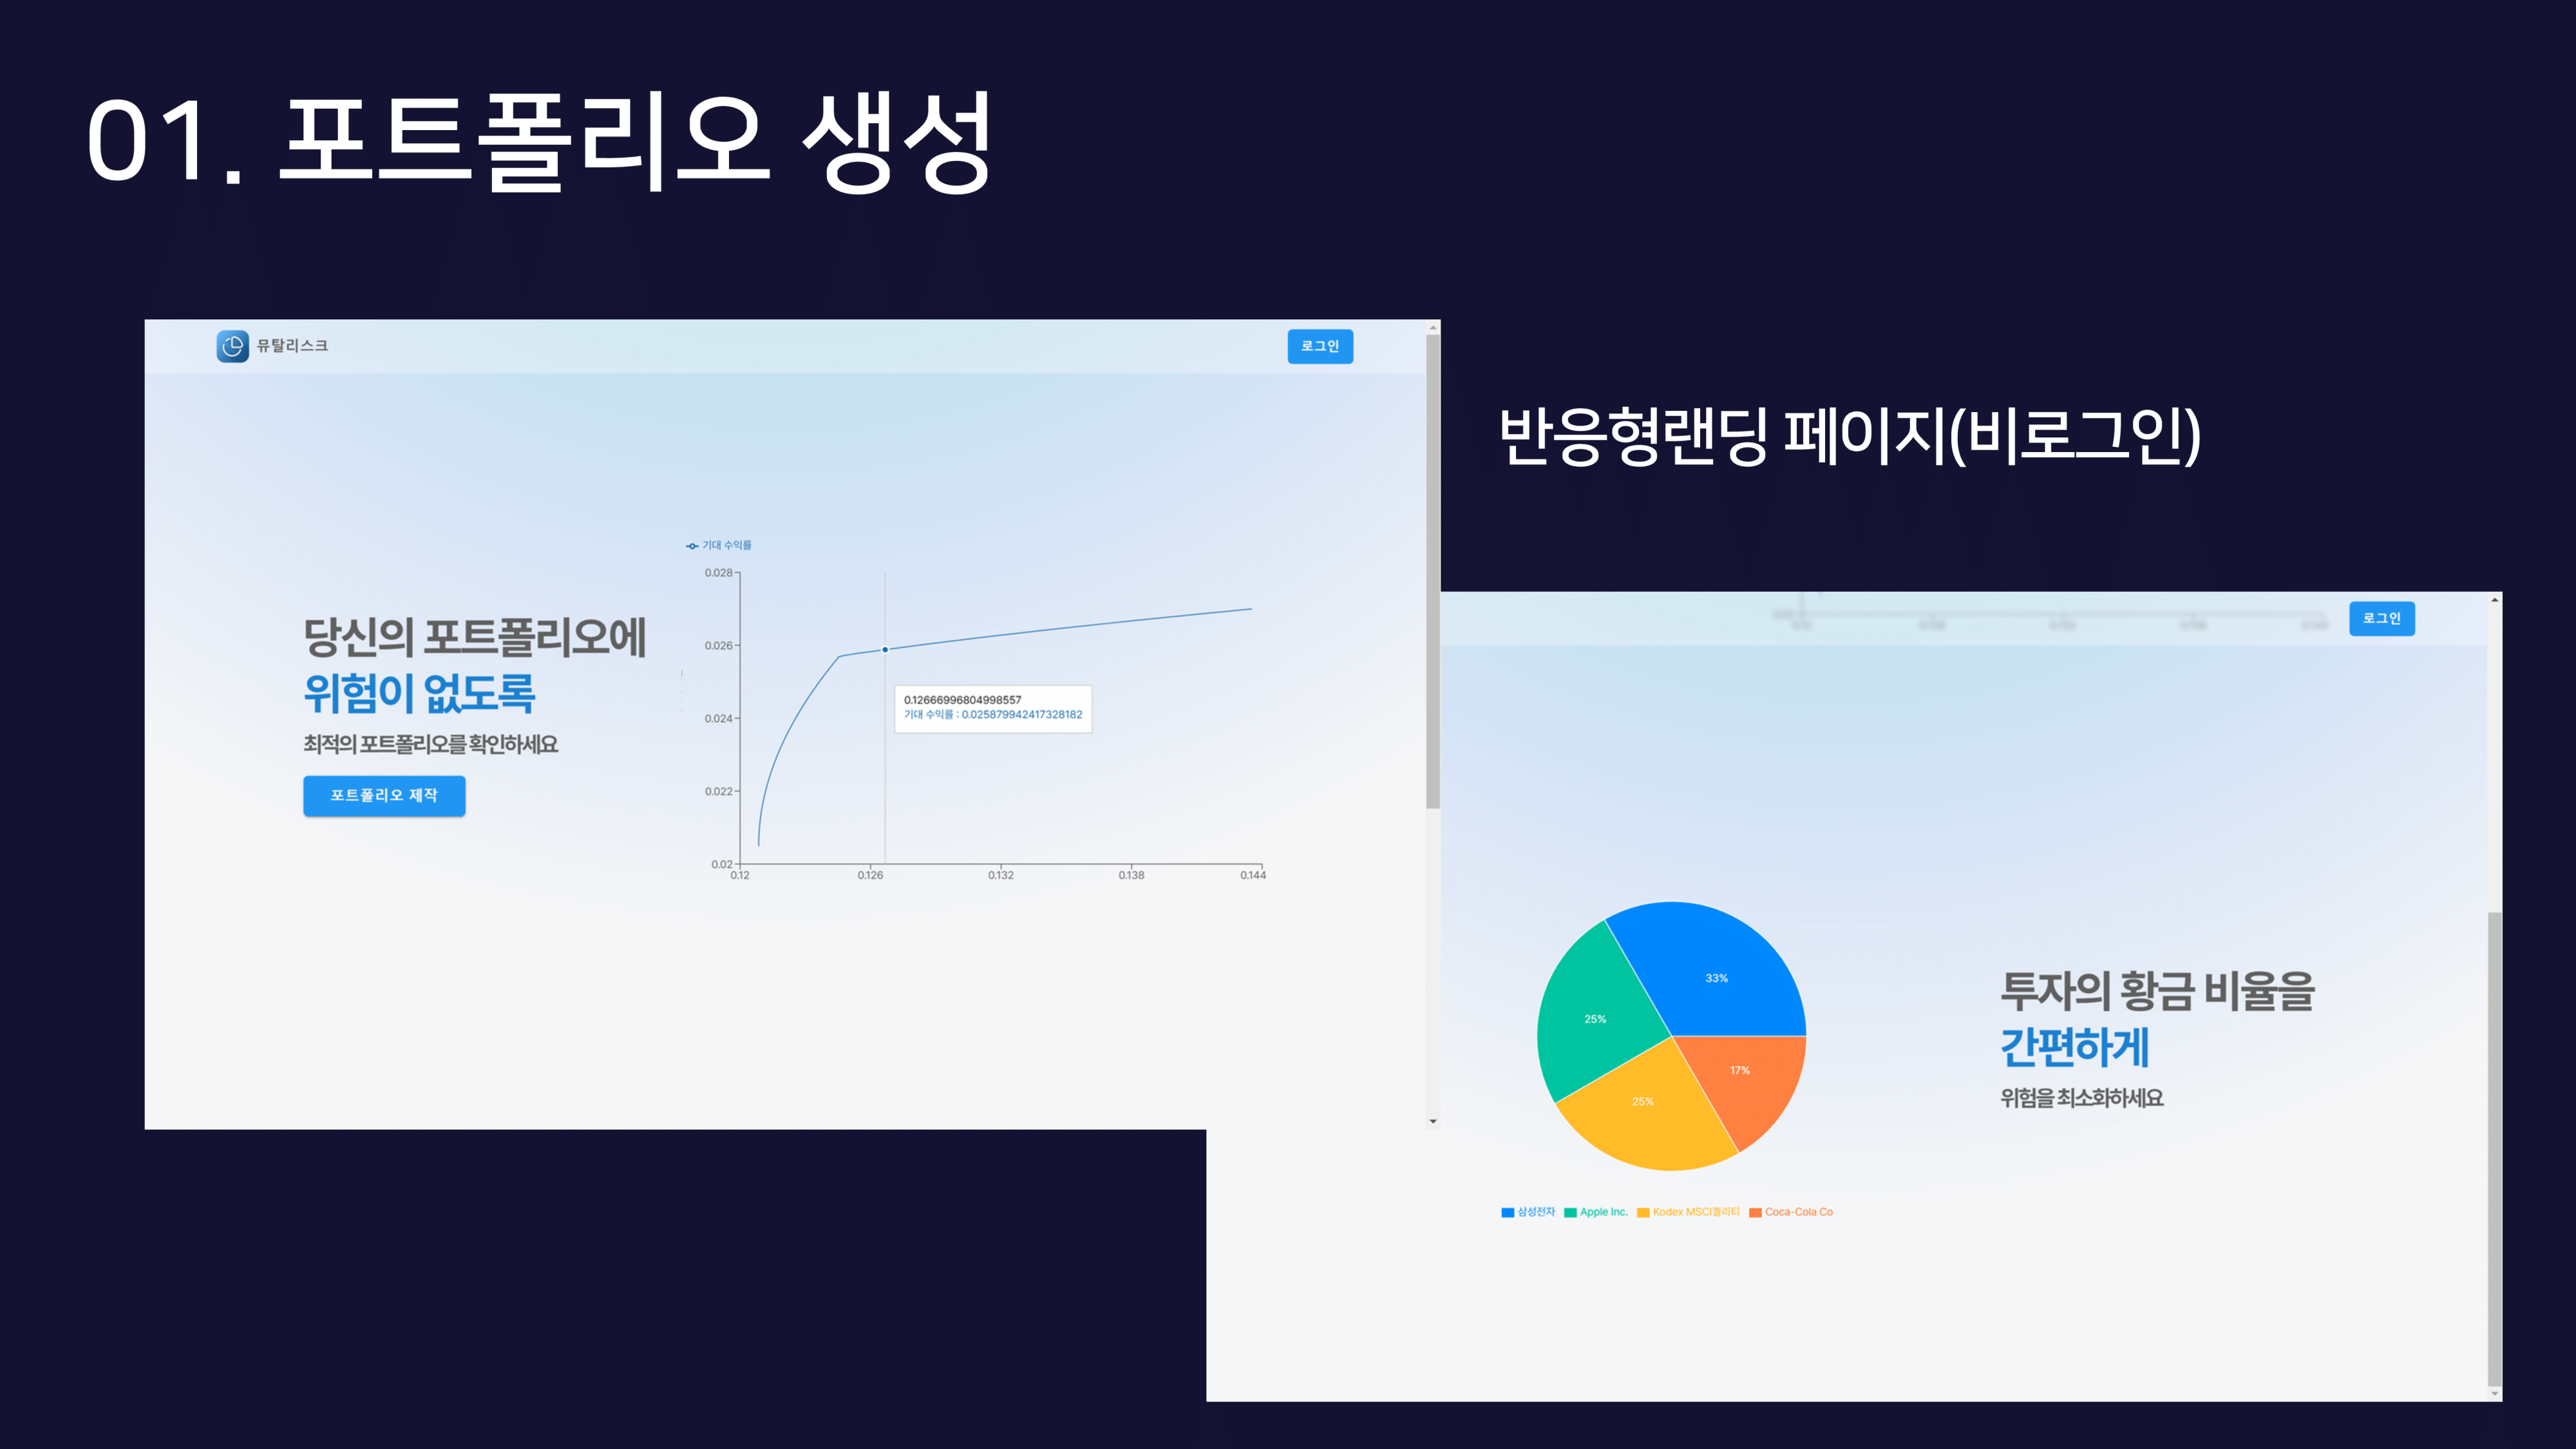 01. 포트폴리오 생성
뮤탈리스크
로그인
반응형랜딩 페이지(비로그인)
기대 수익률
0.028
0.026
0.024
0.022
0.02
0.12
0.126
0.132
0.138
0.144
0.12666996804998557
기대 수익률 : 0.025879942417328182
당신의 포트폴리오에
위험이 없도록
최적의 포트폴리오를 확인하세요
포트폴리오 제작
로그인
33%
25%
25%
17%
삼성전자 Apple Inc. Kodex MSCI퀄리티 Coca-Cola Co
투자의 황금 비율을
간편하게
위험을 최소화하세요